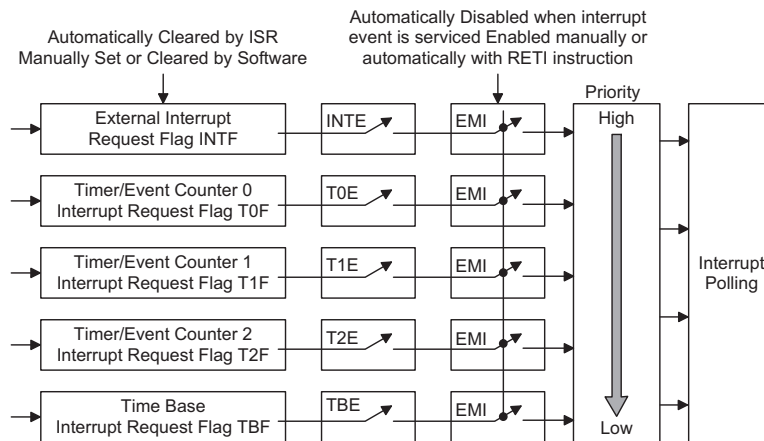 Automatically Cleared by ISR
Manually Set or Cleared by Software
Automatically Disabled when interrupt
event is serviced Enabled manually or
automatically with RETI instruction
Priority
External Interrupt
Request Flag INTF
INTE
EMI
High
Timer/Event Counter 0
Interrupt Request Flag T0F
T0E
EMI
Timer/Event Counter 1
Interrupt Request Flag T1F
T1E
EMI
Interrupt
Polling
Timer/Event Counter 2
Interrupt Request Flag T2F
T2E
EMI
Time Base
Interrupt Request Flag TBF
TBE
EMI
Low